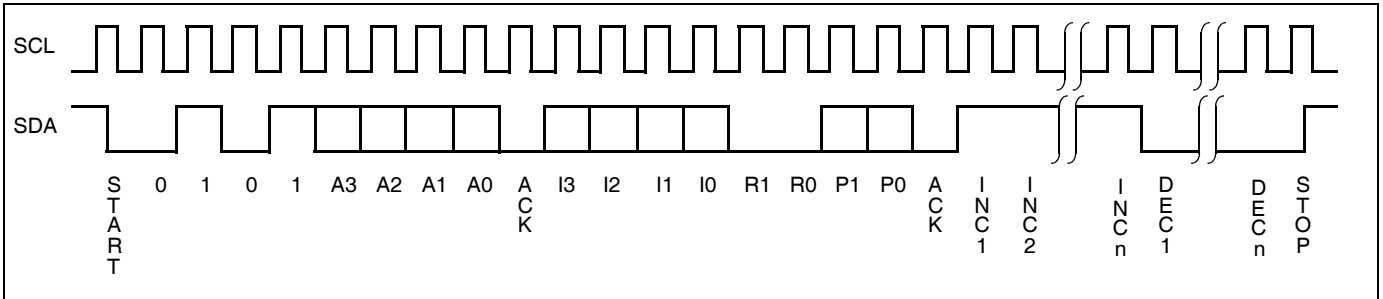 SCL
SDA
START 0 1 0 1 A3 A2 A1 A0 ACK I3 I2 I1 I0 R1 R0 P1 P0 ACK INC1 INC2 INCn DEC1 DECn STOP